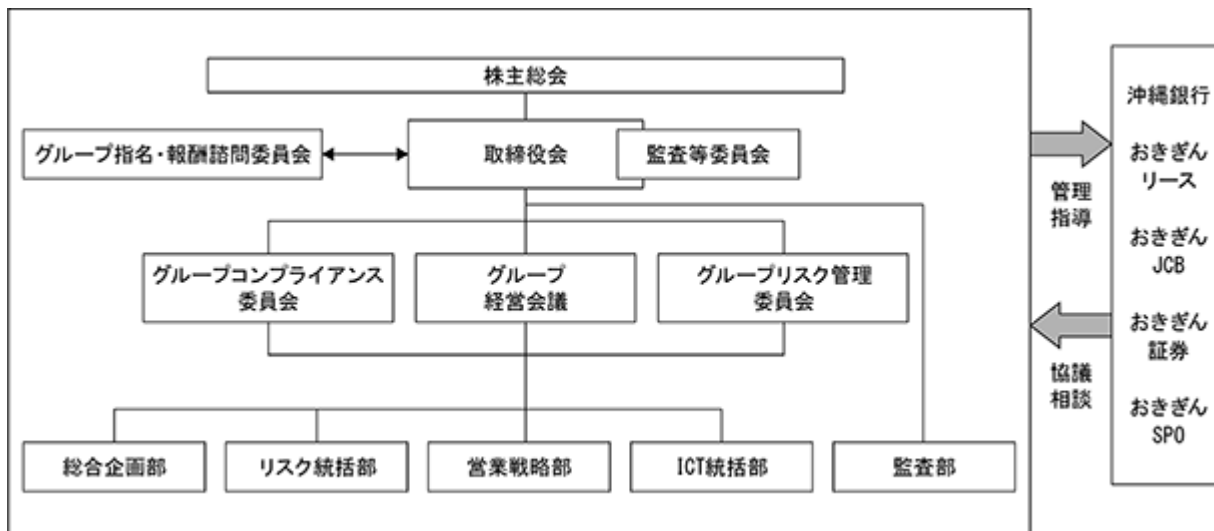 株主総会
グループ指名・報酬諮問委員会
取締役会
監査等委員会
グループコンプライアンス
委員会
グループ
経営会議
グループリスク管理
委員会
総合企画部
リスク統括部
営業戦略部
ICT統括部
監査部
管理
指導
協議
相談
沖縄銀行
おきぎん
リース
おきぎん
JCB
おきぎん
証券
おきぎん
SPO